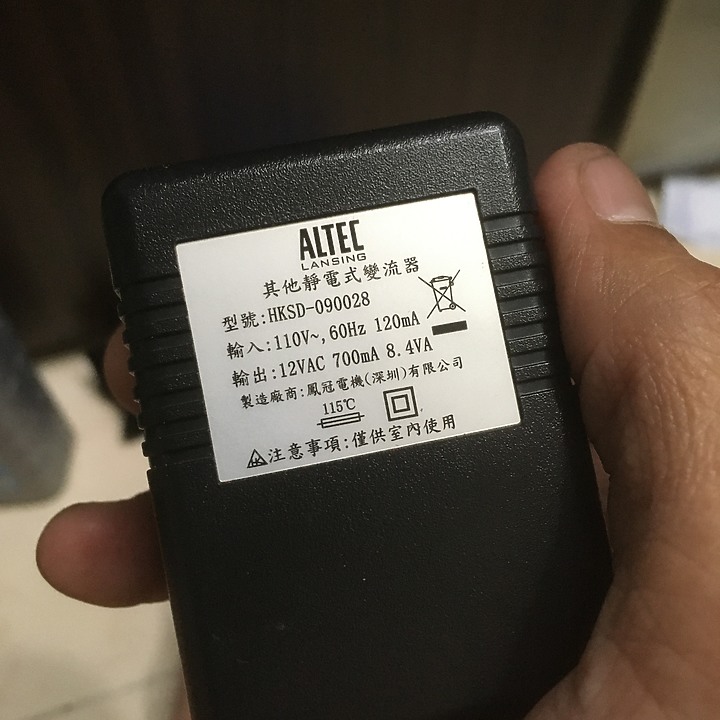 ALTEC
LANSING
其他靜電式變流器
型號:HKSD-090028
輸入:110V~,60Hz 120mA
輸出:12VAC 700mA 8.4VA
製造廠商:鳳冠電機(深圳)有限公司
115℃
注意事項:僅供室內使用